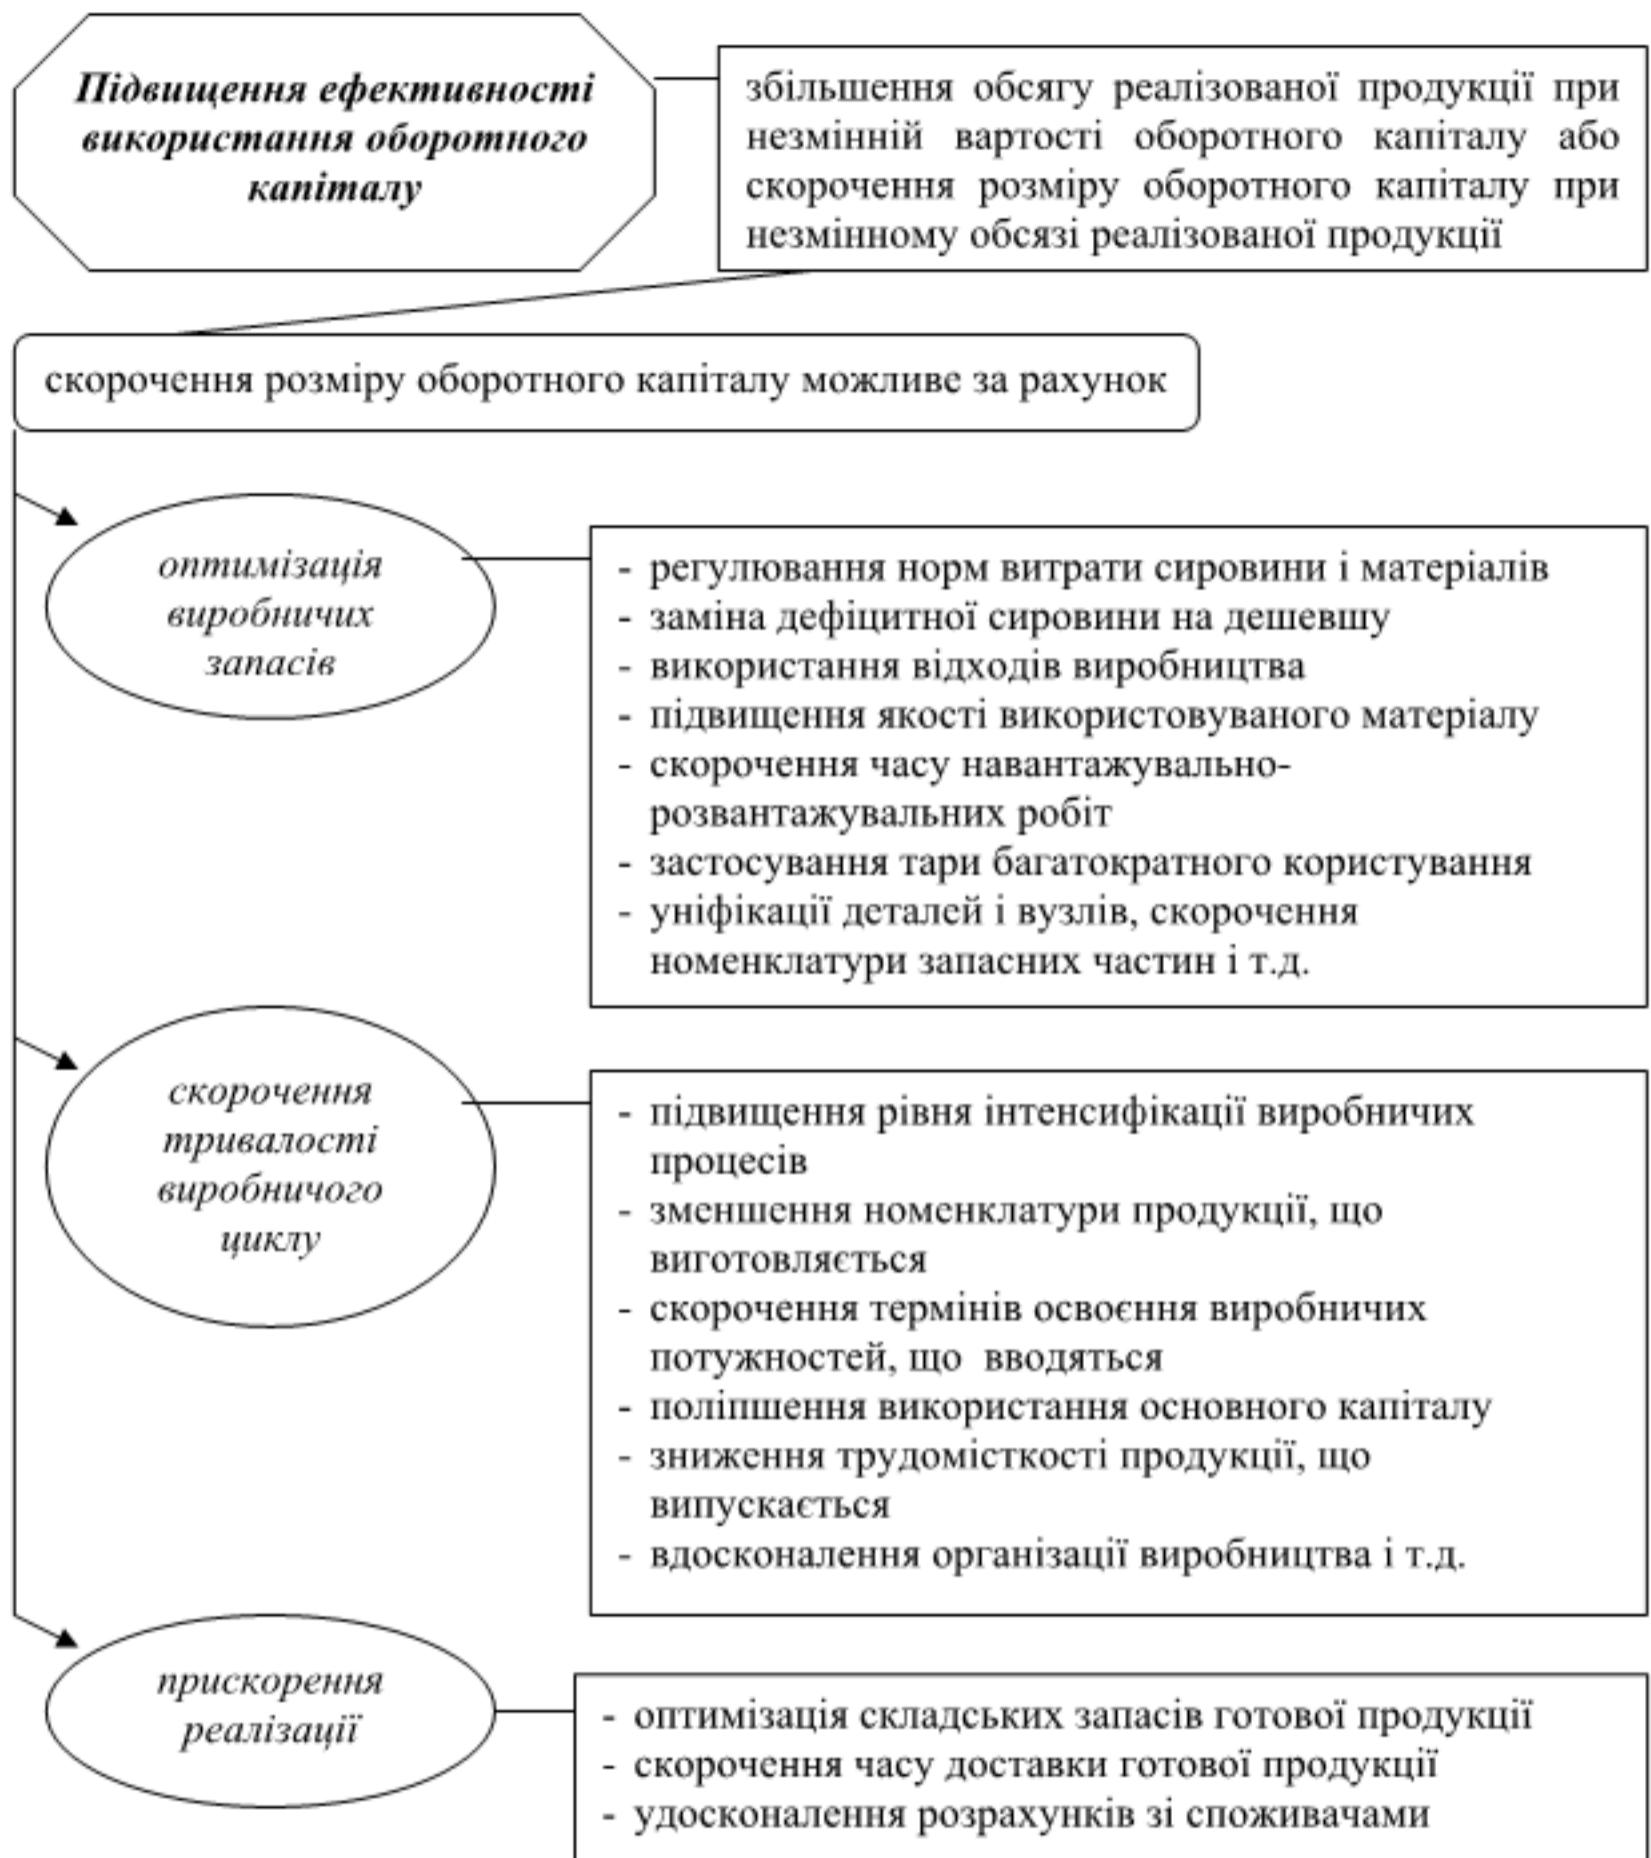 Підвищення ефективності
використання оборотного
капіталу
збільшення обсягу реалізованої продукції при
незмінній вартості оборотного капіталу або
скорочення розміру оборотного капіталу при
незмінному обсязі реалізованої продукції
скорочення розміру оборотного капіталу можливе за рахунок
оптимізація
виробничих
запасів
- регулювання норм витрати сировини і матеріалів
- заміна дефіцитної сировини на дешевшу
- використання відходів виробництва
- підвищення якості використовуваного матеріалу
- скорочення часу навантажувально-
розвантажувальних робіт
- застосування тари багатократного користування
- уніфікації деталей і вузлів, скорочення
номенклатури запасних частин і т.д.
скорочення
тривалості
виробничого
циклу
- підвищення рівня інтенсифікації виробничих
процесів
- зменшення номенклатури продукції, що
виготовляється
- скорочення термінів освоєння виробничих
потужностей, що вводяться
- поліпшення використання основного капіталу
- зниження трудомісткості продукції, що
випускається
- вдосконалення організації виробництва і т.д.
прискорення
реалізації
- оптимізація складських запасів готової продукції
- скорочення часу доставки готової продукції
- удосконалення розрахунків зі споживачами